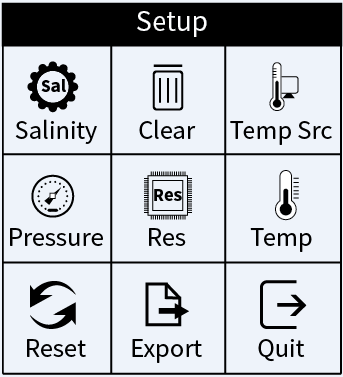 Setup
Sal
Salinity
Clear
Temp Src
Pressure
Res
Res
Temp
Reset
Export
Quit